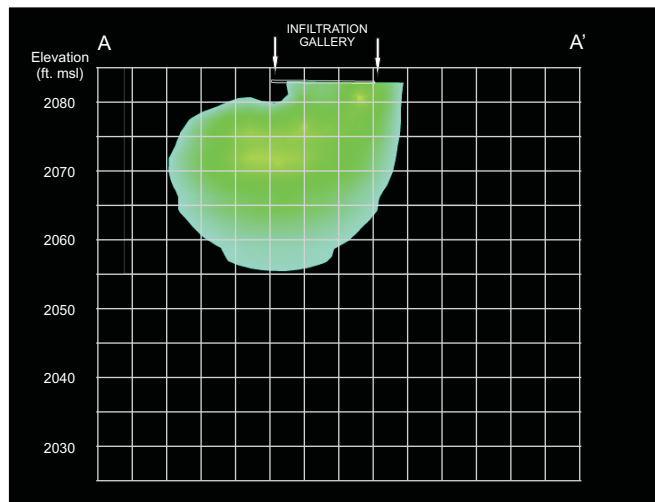 INFILTRATION
GALLERY
A
A'
Elevation
(ft. msl)
2080
2070
2060
2050
2040
2030